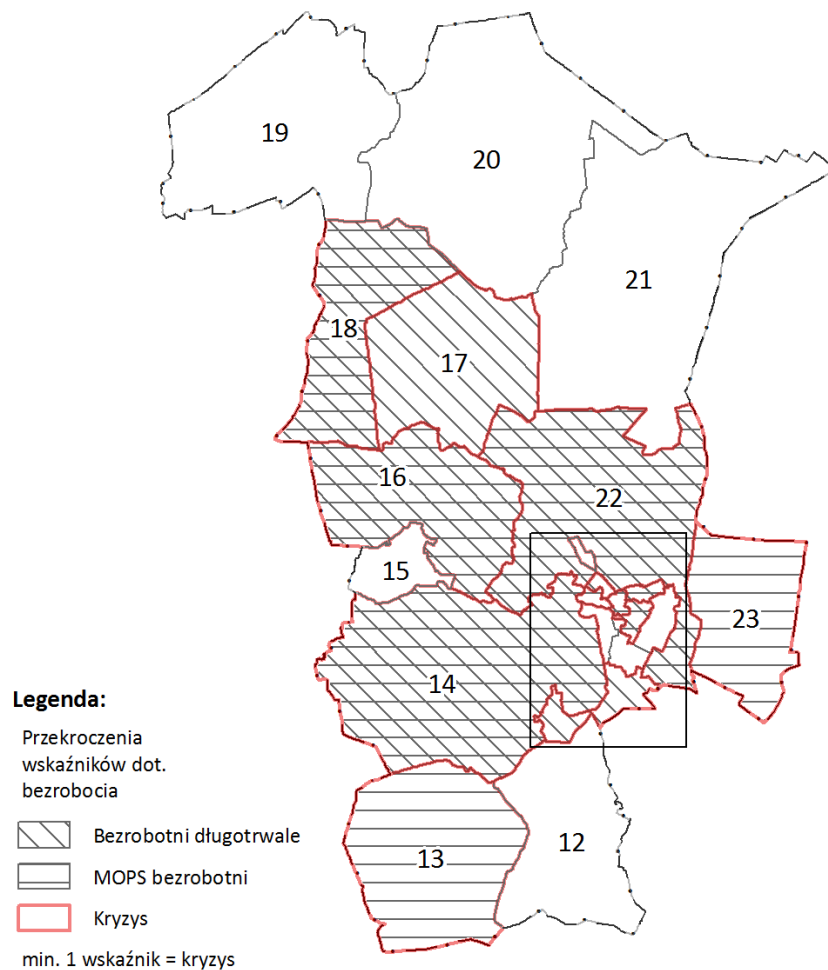 19
20
21
18
17
16
22
15
23
14
Legenda:
Przekroczenia
wskaźników dot.
bezrobocia
Bezrobotni długotrwale
MOPS bezrobotni
13
12
Kryzys
min. 1 wskaźnik = kryzys